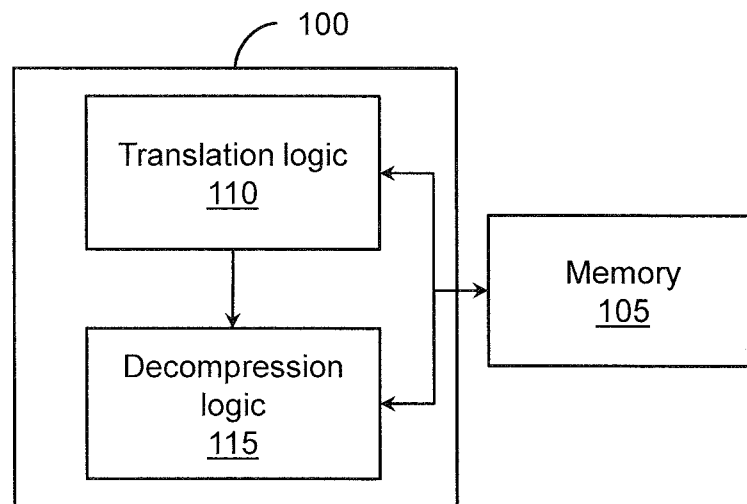 100
Translation logic
110
Memory
105
Decompression
logic
115